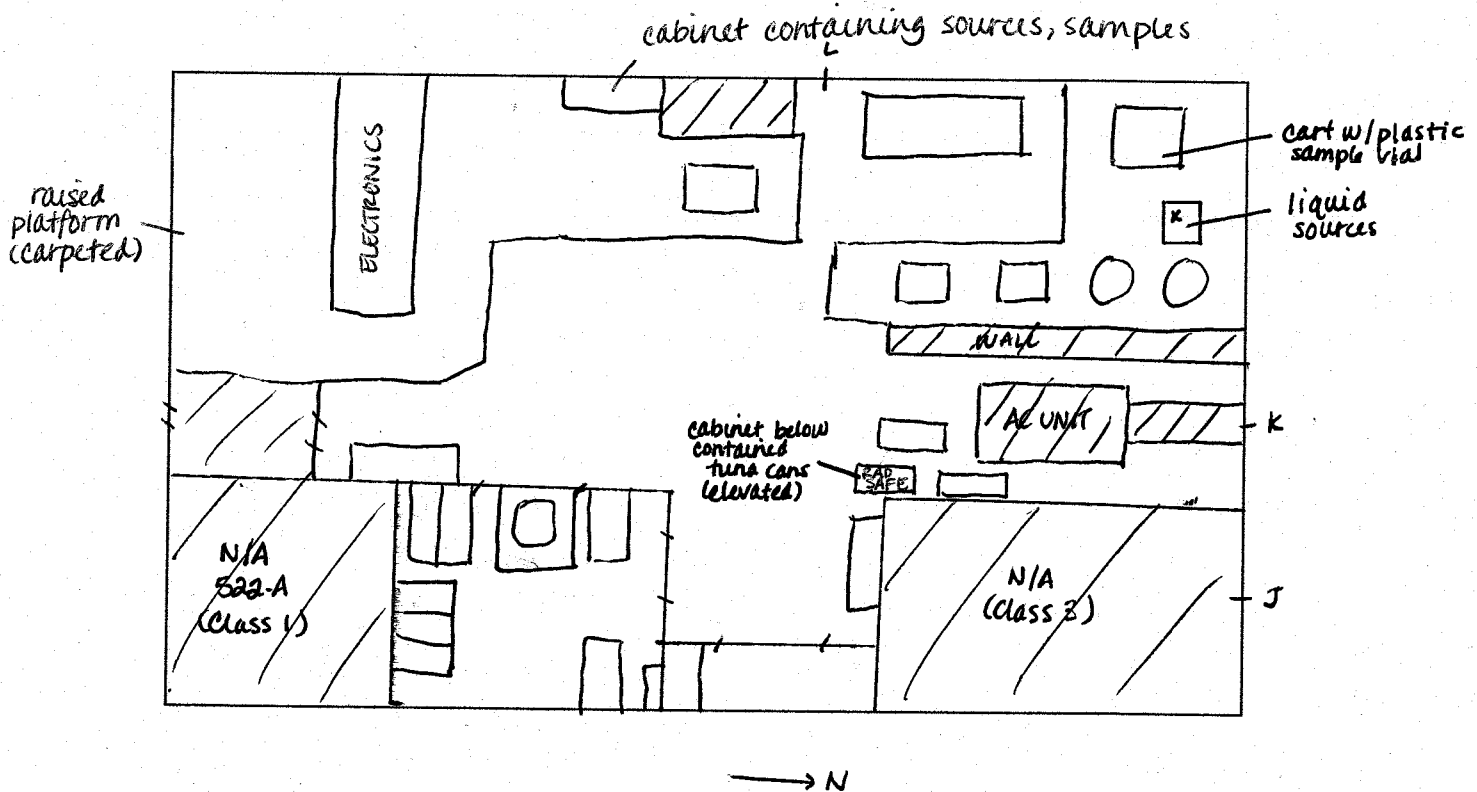 cabinet containing sources, samples
L
ELECTRONICS
cart w/plastic
sample vial
raised
platform
(carpeted)
x
liquid
sources
WALL
AC UNIT
K
cabinet below
contained
tuna cans
(elevated)
RAD
SAFE
N/A
522-A
(Class 1)
N/A
(Class 3)
J
N